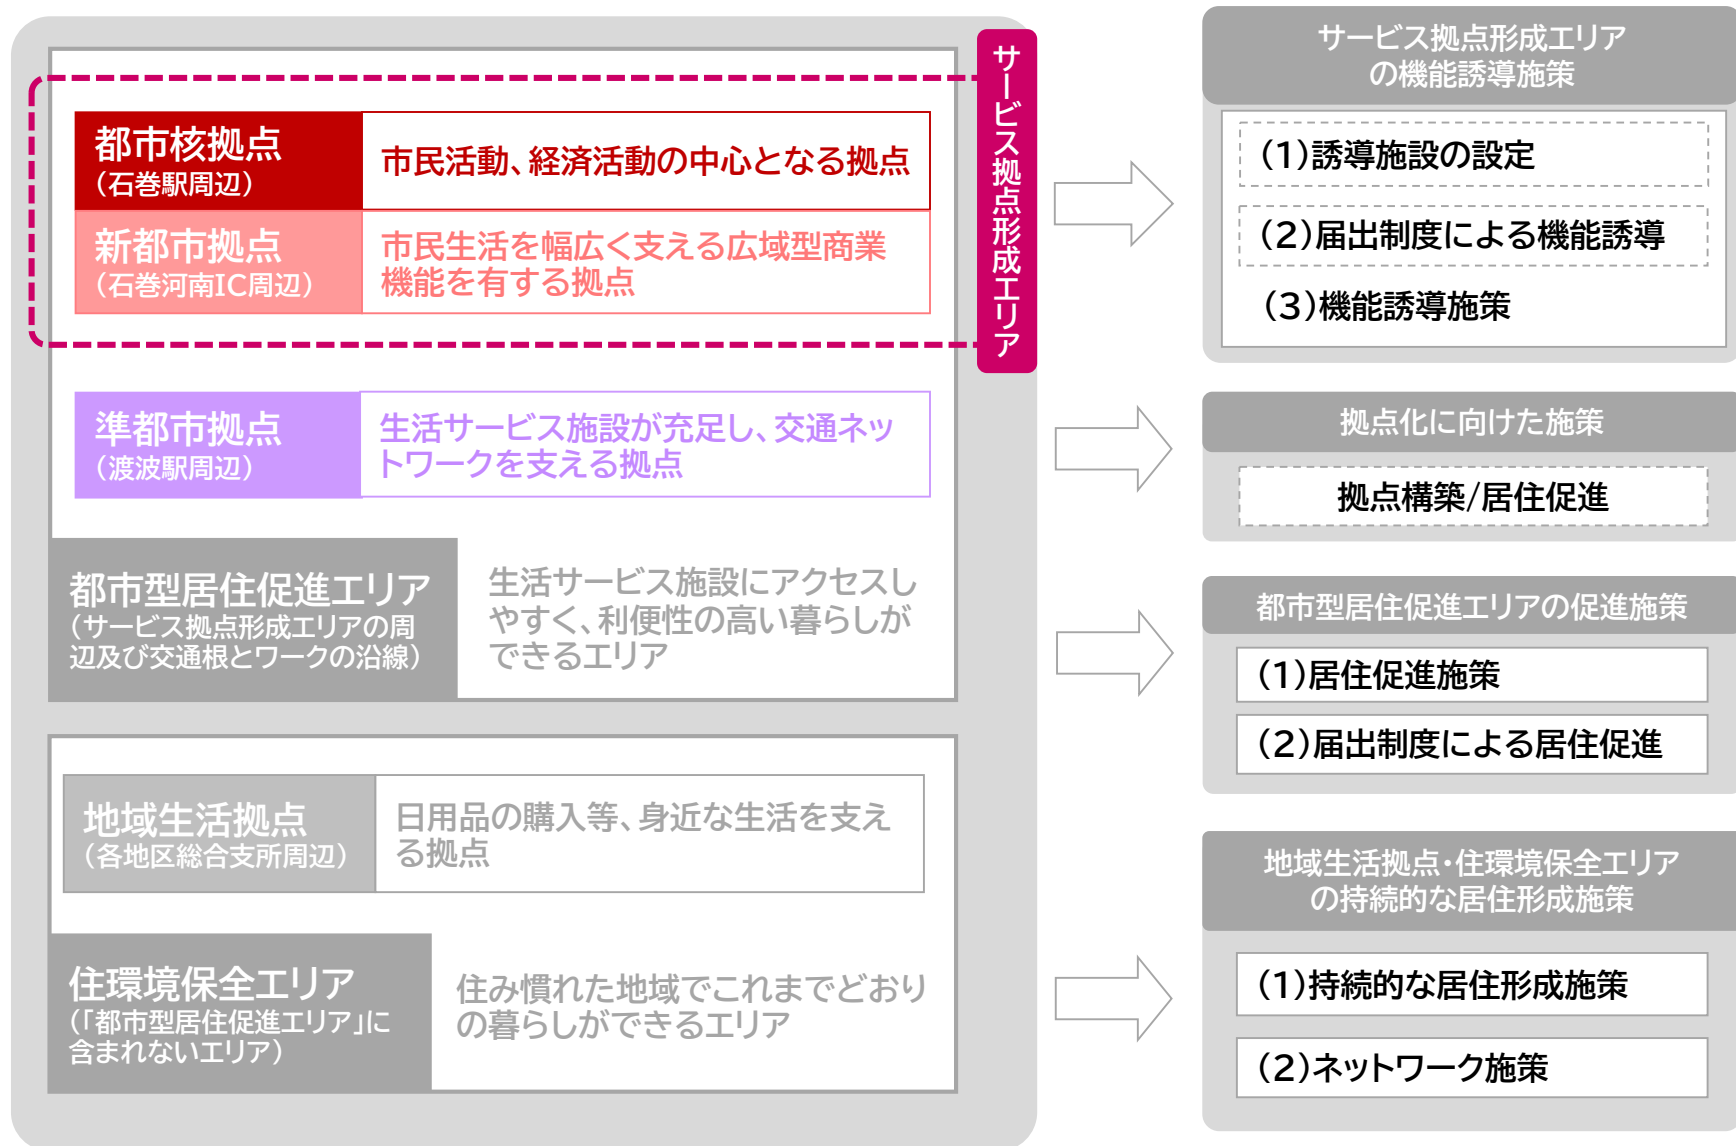 サービス拠点形成エリア
都市核拠点
（石巻駅周辺）
市民活動、経済活動の中心となる拠点
新都市拠点
（石巻河南IC周辺）
市民生活を幅広く支える広域型商業
機能を有する拠点
準都市拠点
（渡波駅周辺）
生活サービス施設が充足し、交通ネッ
トワークを支える拠点
都市型居住促進エリア
（サービス拠点形成エリアの周
辺及び交通根とワークの沿線）
生活サービス施設にアクセスし
やすく、利便性の高い暮らしが
できるエリア
地域生活拠点
（各地区総合支所周辺）
日用品の購入等、身近な生活を支え
る拠点
住環境保全エリア
（「都市型居住促進エリア」に
含まれないエリア）
住み慣れた地域でこれまでどおり
の暮らしができるエリア
サービス拠点形成エリア
の機能誘導施策
（1）誘導施設の設定
（2）届出制度による機能誘導
（3）機能誘導施策
拠点化に向けた施策
拠点構築/居住促進
都市型居住促進エリアの促進施策
（1）居住促進施策
（2）届出制度による居住促進
地域生活拠点・住環境保全エリア
の持続的な居住形成施策
（1）持続的な居住形成施策
（2）ネットワーク施策